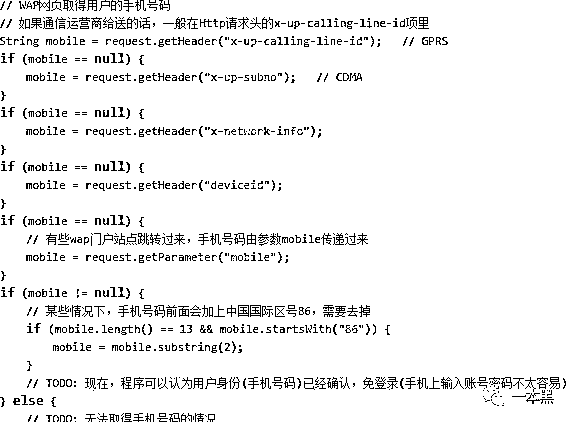 // WAP网页取得用户的手机号码
// 如果通信运营商给送的话，一般在Http请求头的x-up-calling-line-id项里
String mobile = request.getHeader("x-up-calling-line-id");   // GPRS
if (mobile == null) {
    mobile = request.getHeader("x-up-subno");   // CDMA
}
if (mobile == null) {
    mobile = request.getHeader("x-network-info");
}
if (mobile == null) {
    mobile = request.getHeader("deviceid");
}
if (mobile == null) {
    // 有些wap门户站点跳转过来，手机号码由参数mobile传递过来
    mobile = request.getParameter("mobile");
}
if (mobile != null) {
    // 某些情况下，手机号码前面会加上中国国际区号86，需要去掉
    if (mobile.length() == 13 && mobile.startsWith("86")) {
        mobile = mobile.substring(2);
    }
    // TODO: 现在，程序可以认为用户身份(手机号码)已经确认，免登录(手机上输入账号密码不太容易)
} else {
    // TODO: 无法取得手机号码的情况
一本黑